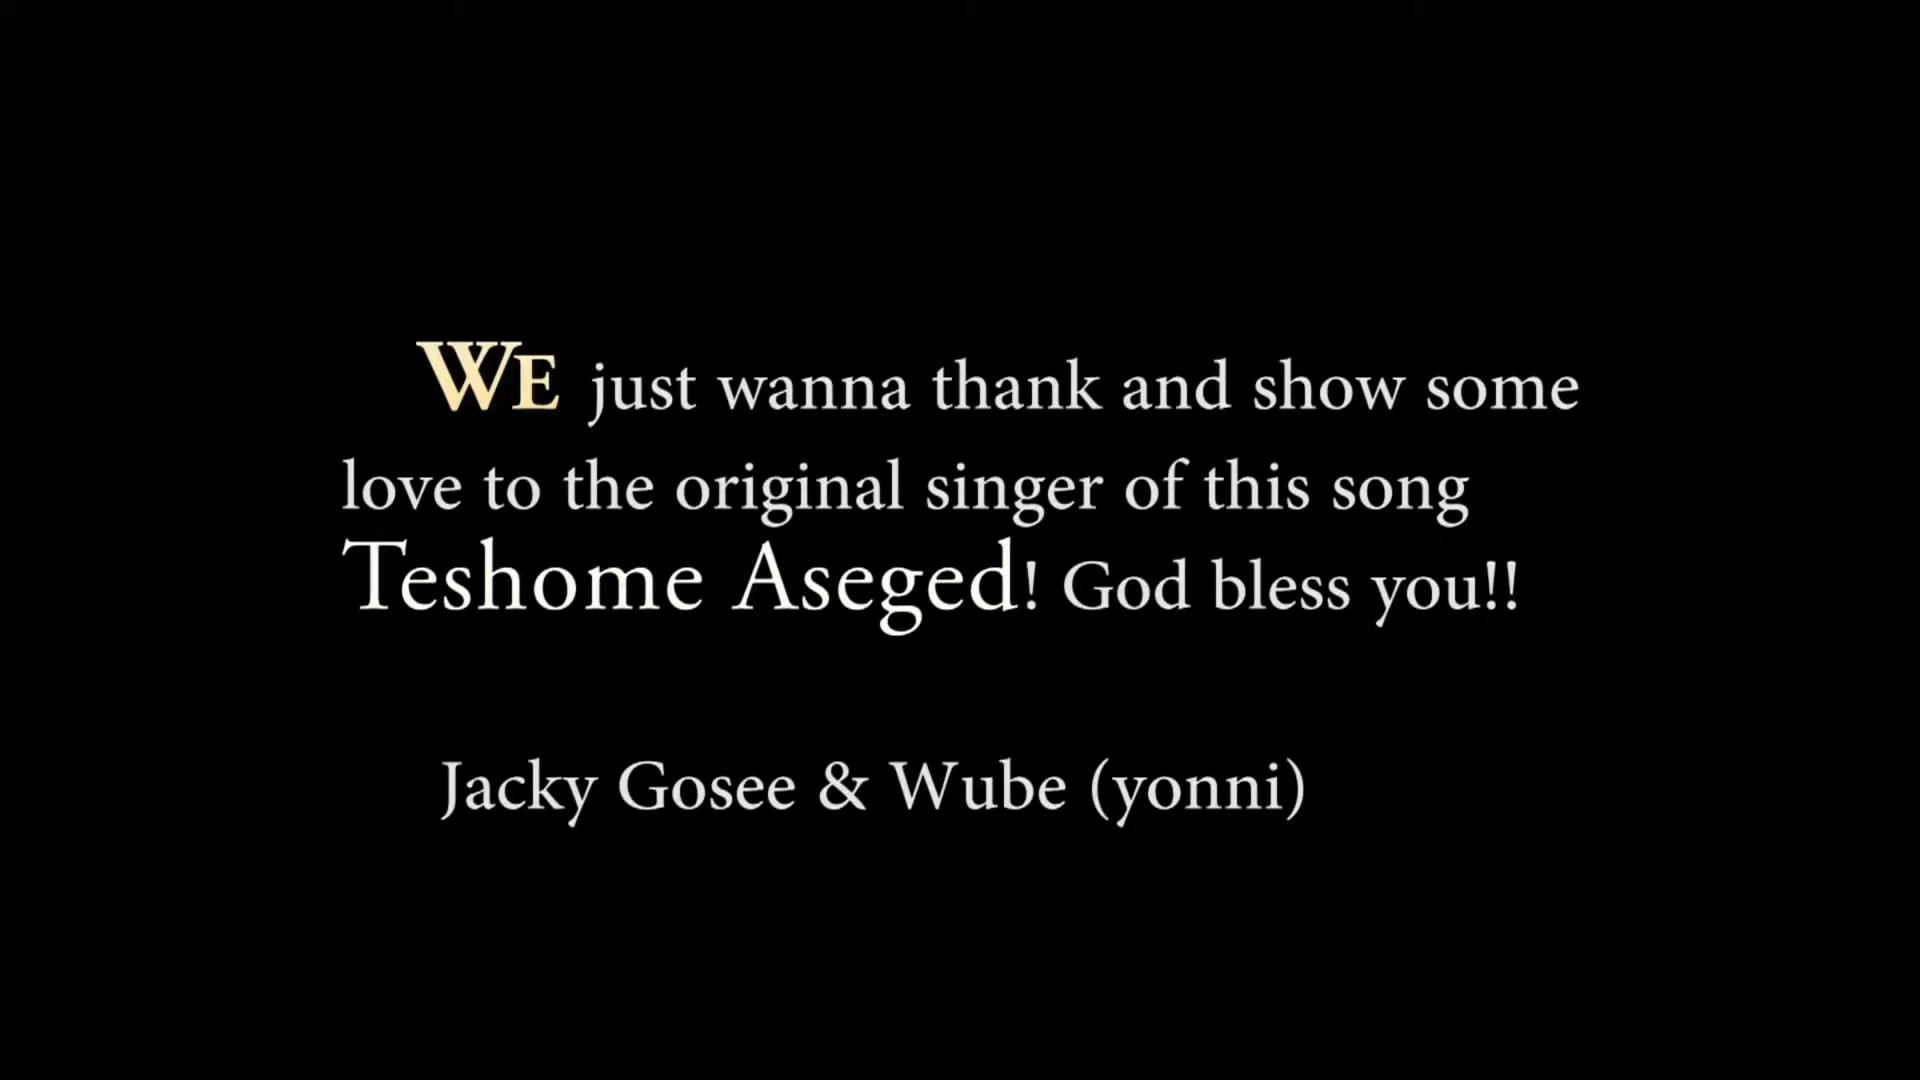 WE just wanna thank and show some
love to the original singer of this song
Teshome Aseged! God bless you!!
Jacky Gosee & Wube (yonni)